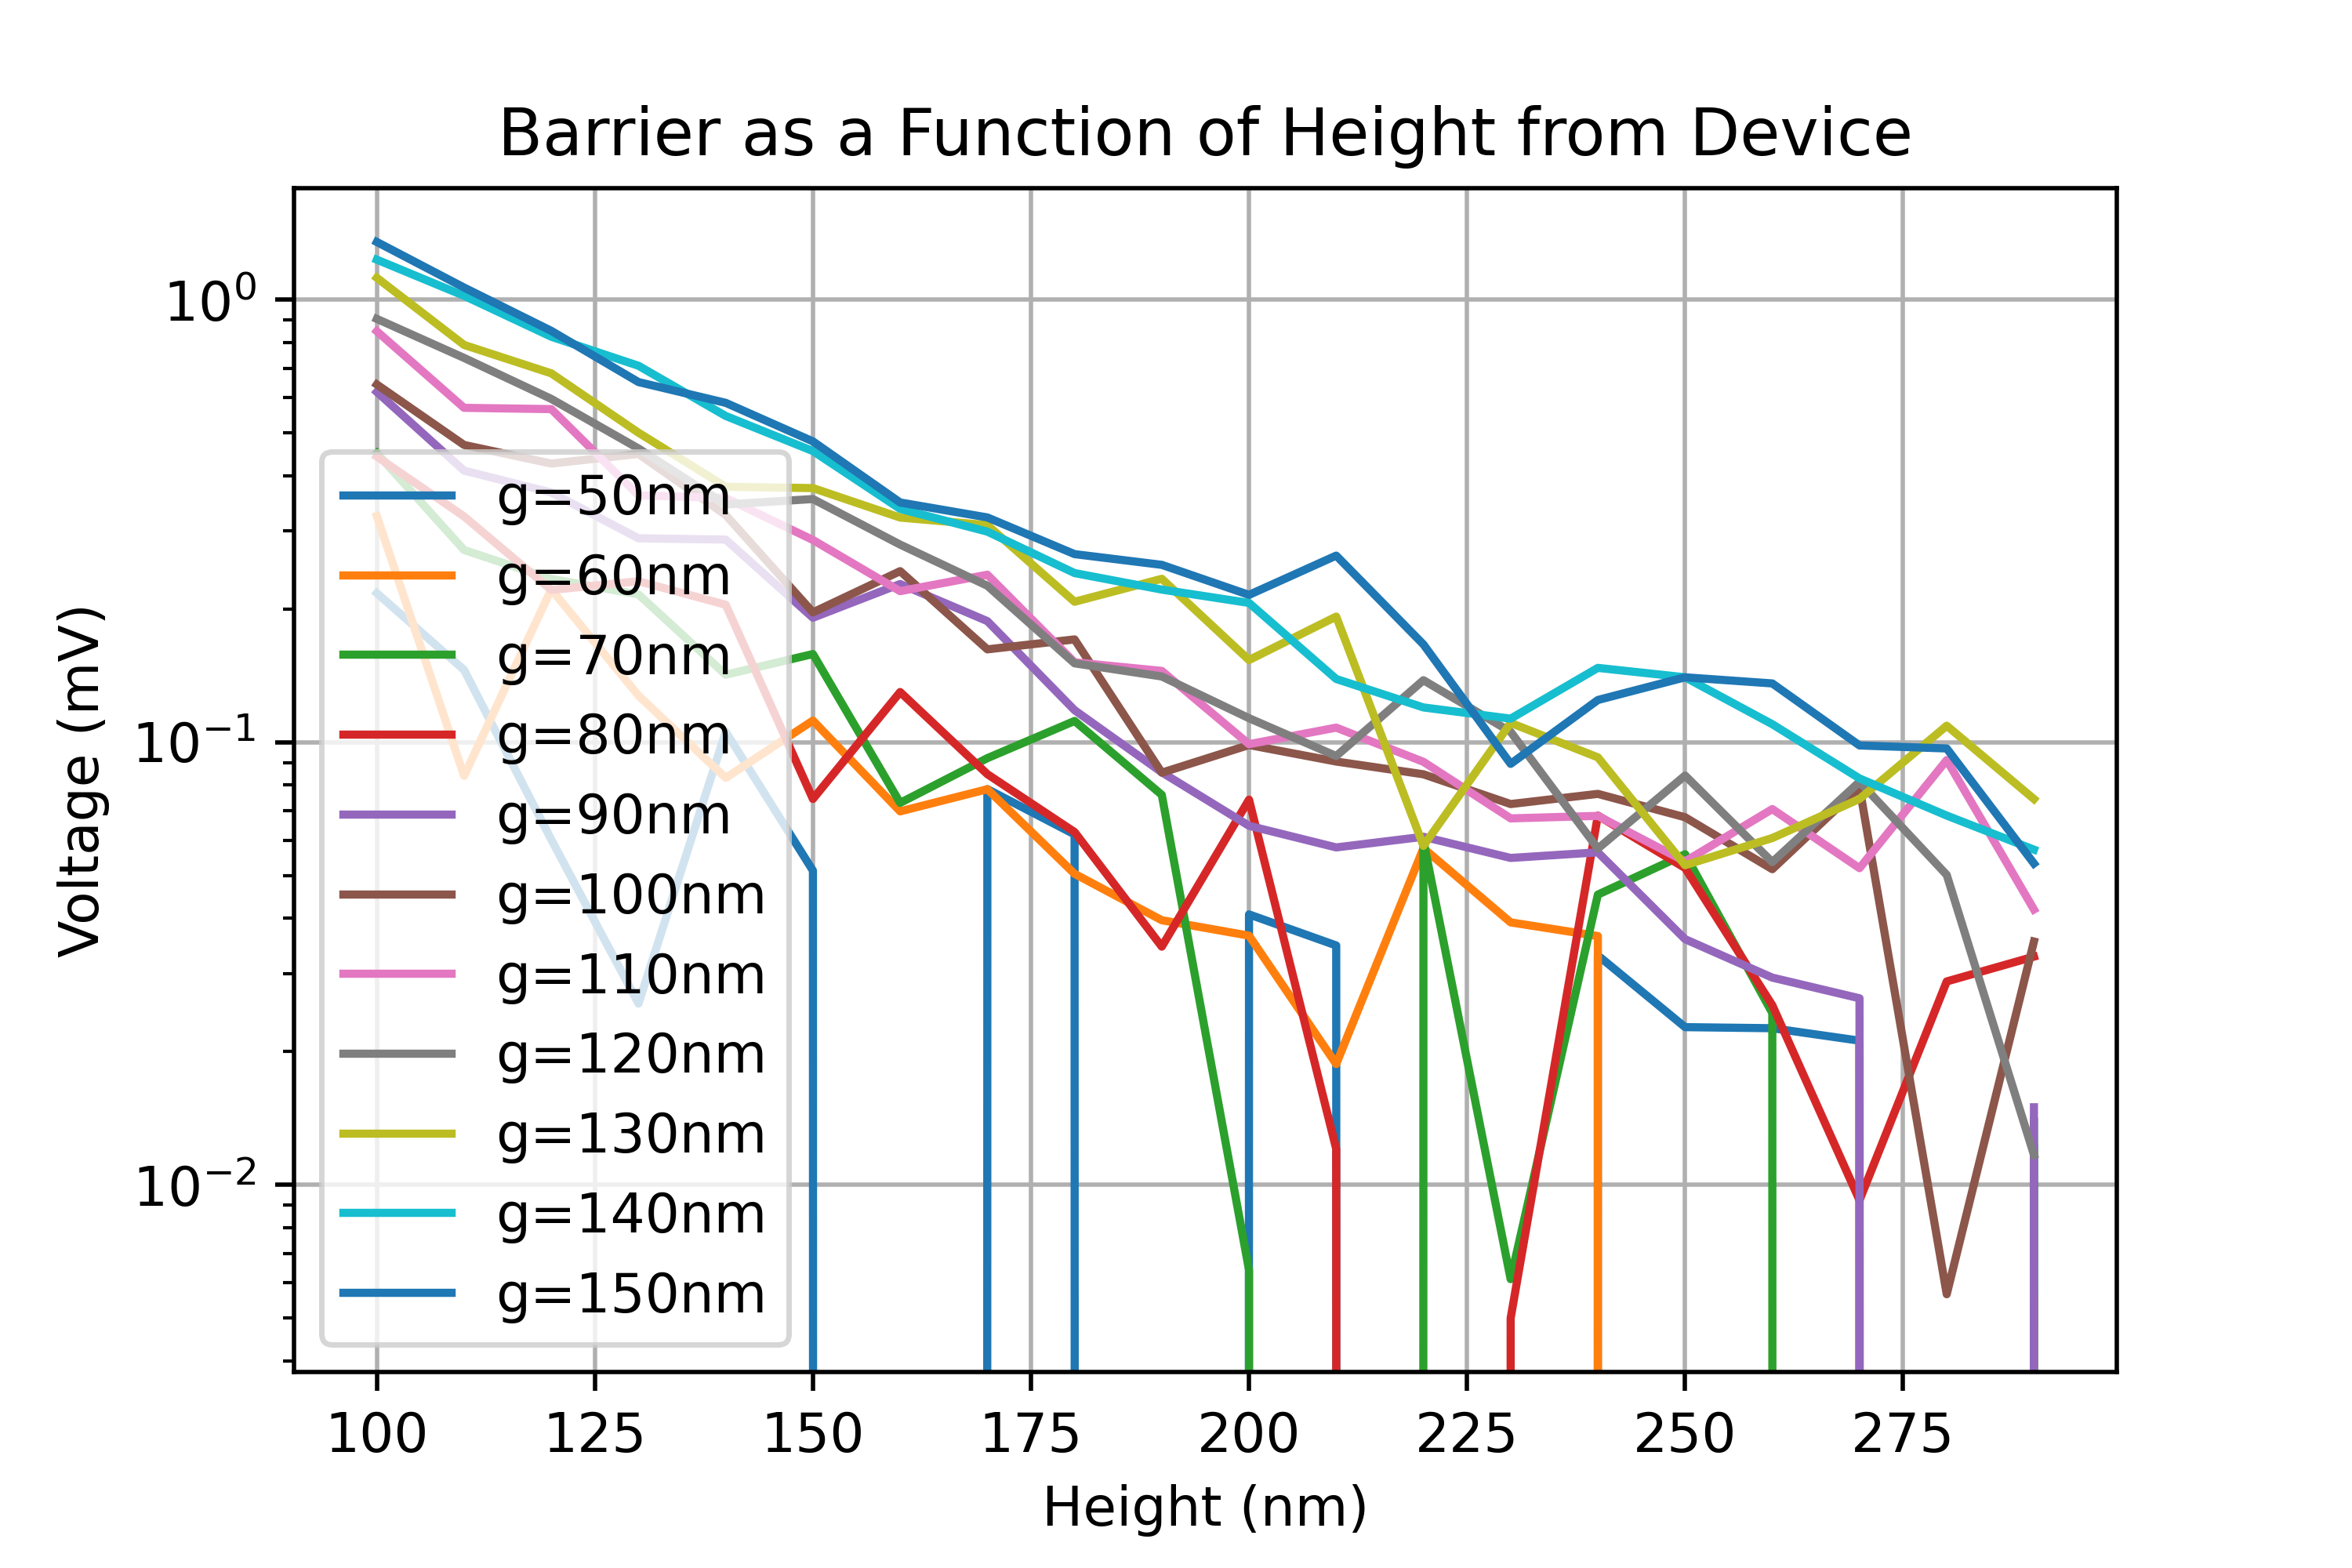 Barrier as a Function of Height from Device
Voltage (mV)
10⁰
10⁻¹
10⁻²
g=50nm
g=60nm
g=70nm
g=80nm
g=90nm
g=100nm
g=110nm
g=120nm
g=130nm
g=140nm
g=150nm
100 125 150 175 200 225 250 275
Height (nm)